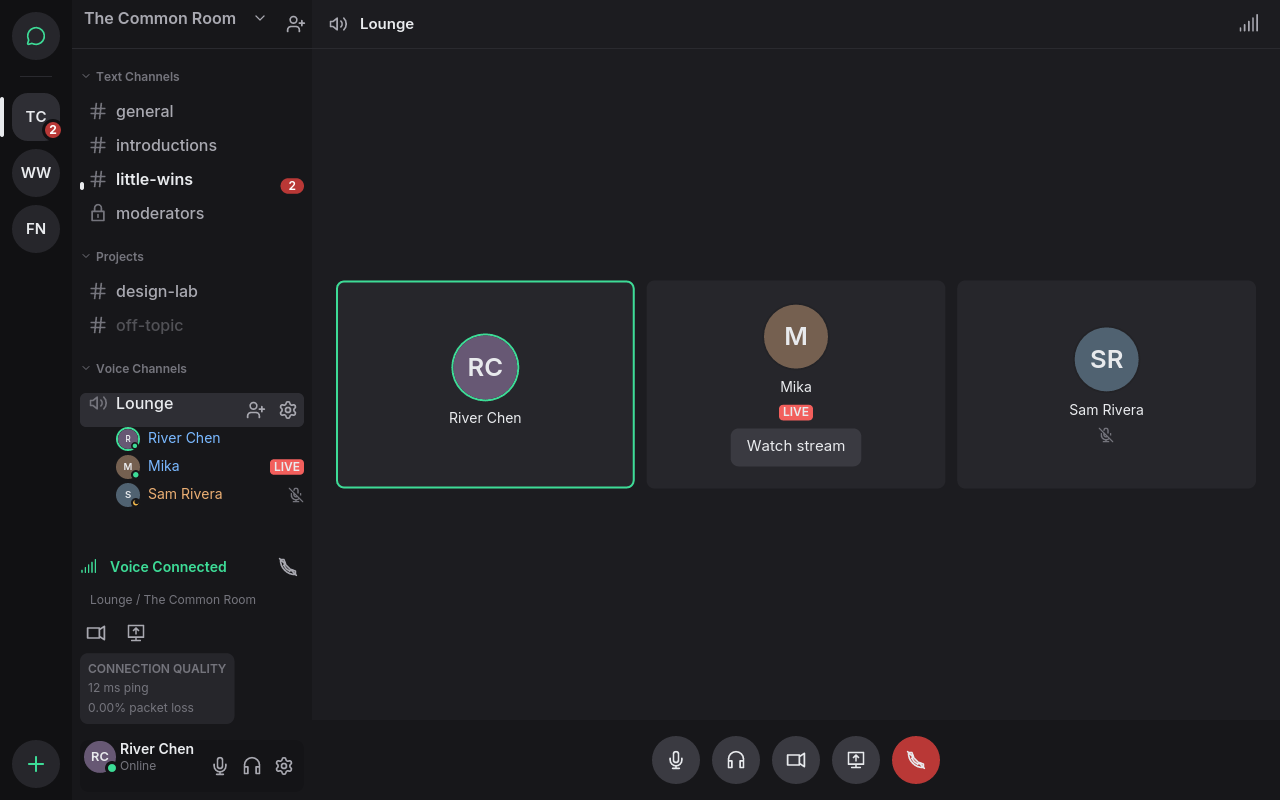 TC
2
WW
FN
The Common Room
Text Channels
general
introductions
little-wins
2
moderators
Projects
design-lab
off-topic
Voice Channels
Lounge
R
River Chen
M
Mika
LIVE
S
Sam Rivera
Voice Connected
Lounge / The Common Room
CONNECTION QUALITY
12 ms ping
0.00% packet loss
RC
River Chen
Online
Lounge
RC
River Chen
M
Mika
LIVE
Watch stream
SR
Sam Rivera